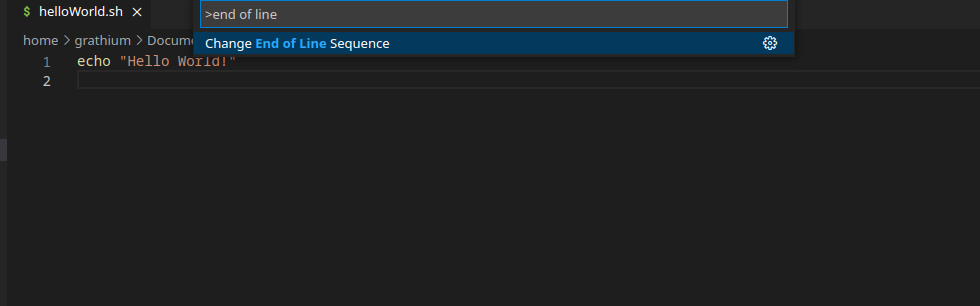 $ helloWorld.sh ×
>end of line
Change End of Line Sequence
home > grathium > Docume
1 echo "Hello World!"
2